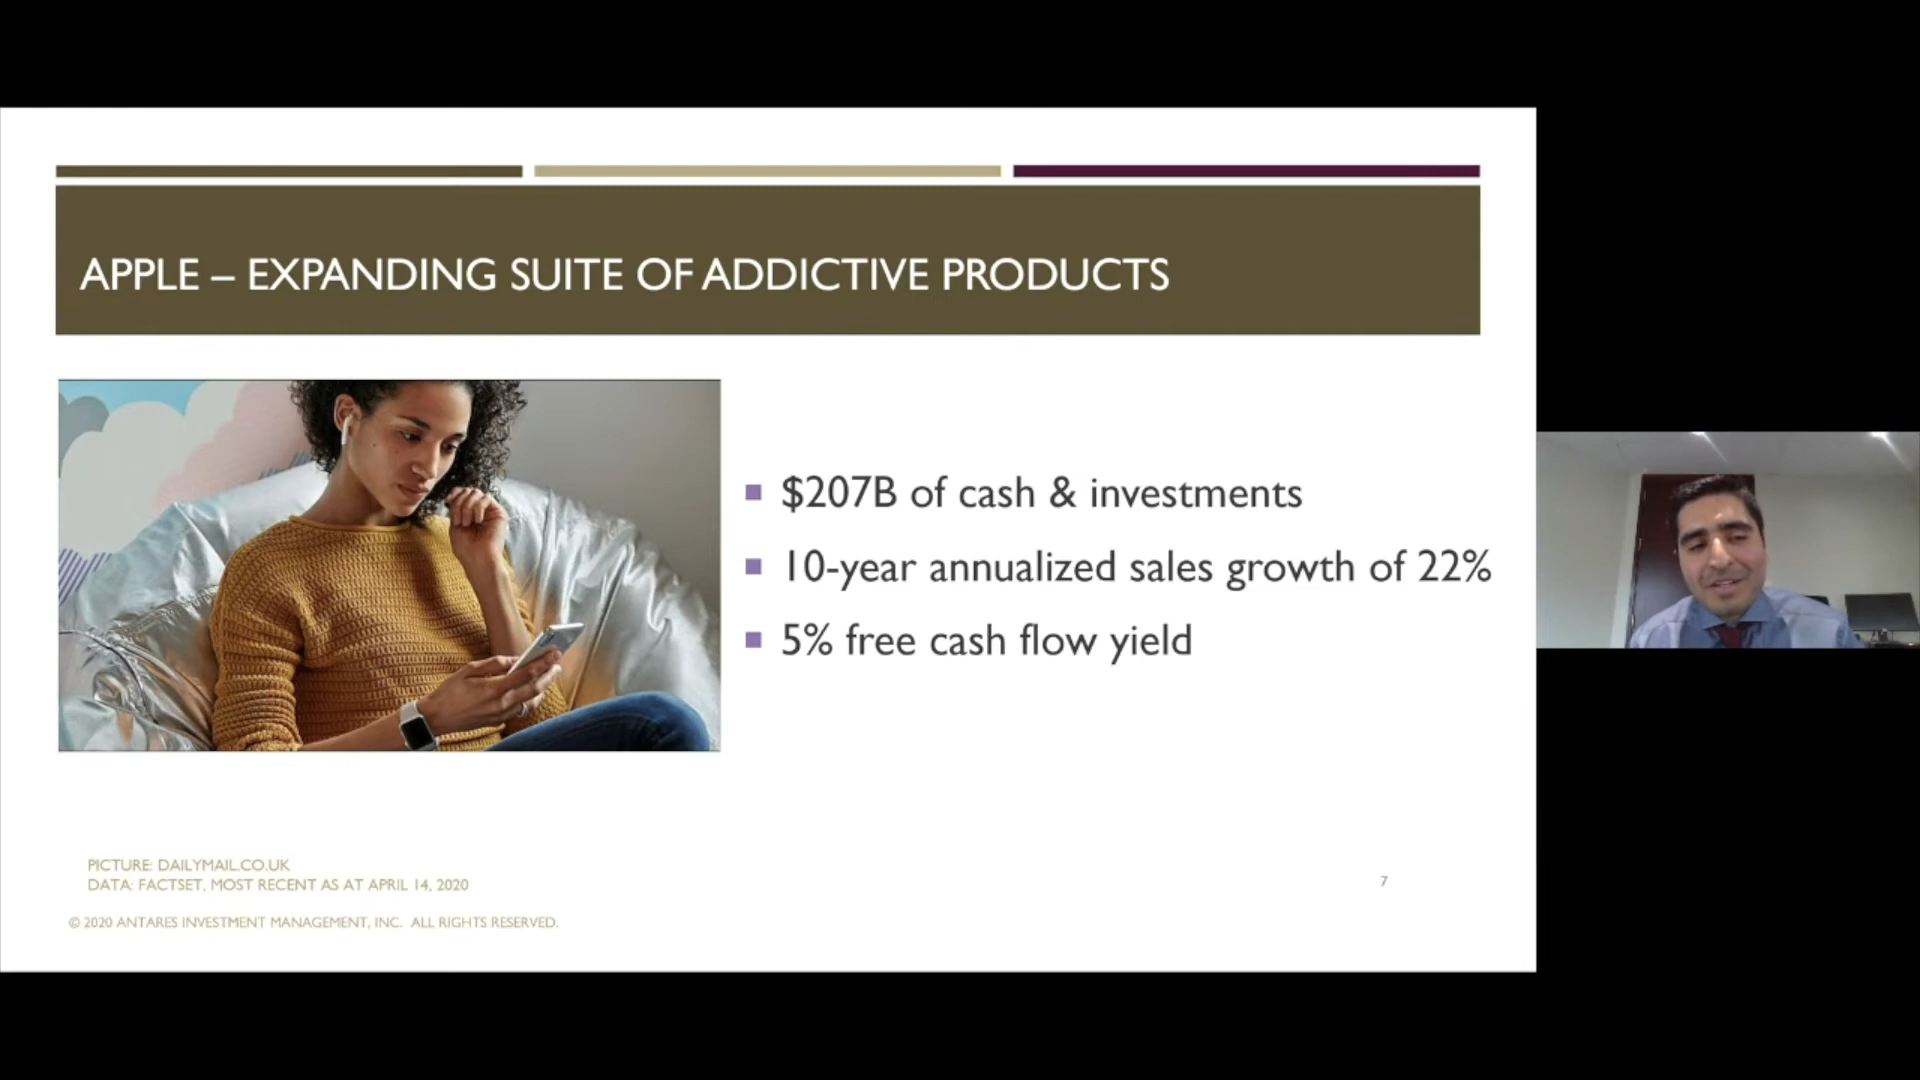 APPLE – EXPANDING SUITE OF ADDICTIVE PRODUCTS
$207B of cash & investments
10-year annualized sales growth of 22%
5% free cash flow yield
PICTURE: DAILYMAIL.CO.UK
DATA: FACTSET, MOST RECENT AS AT APRIL 14, 2020
7
© 2020 ANTARES INVESTMENT MANAGEMENT, INC. ALL RIGHTS RESERVED.